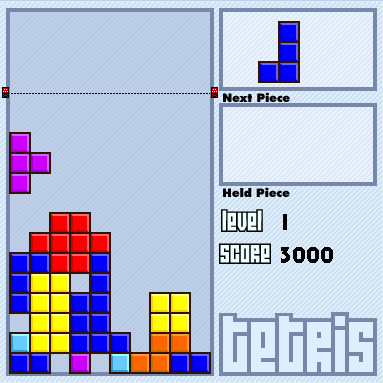 Next Piece
Held Piece
level 1
score 3000
tetris